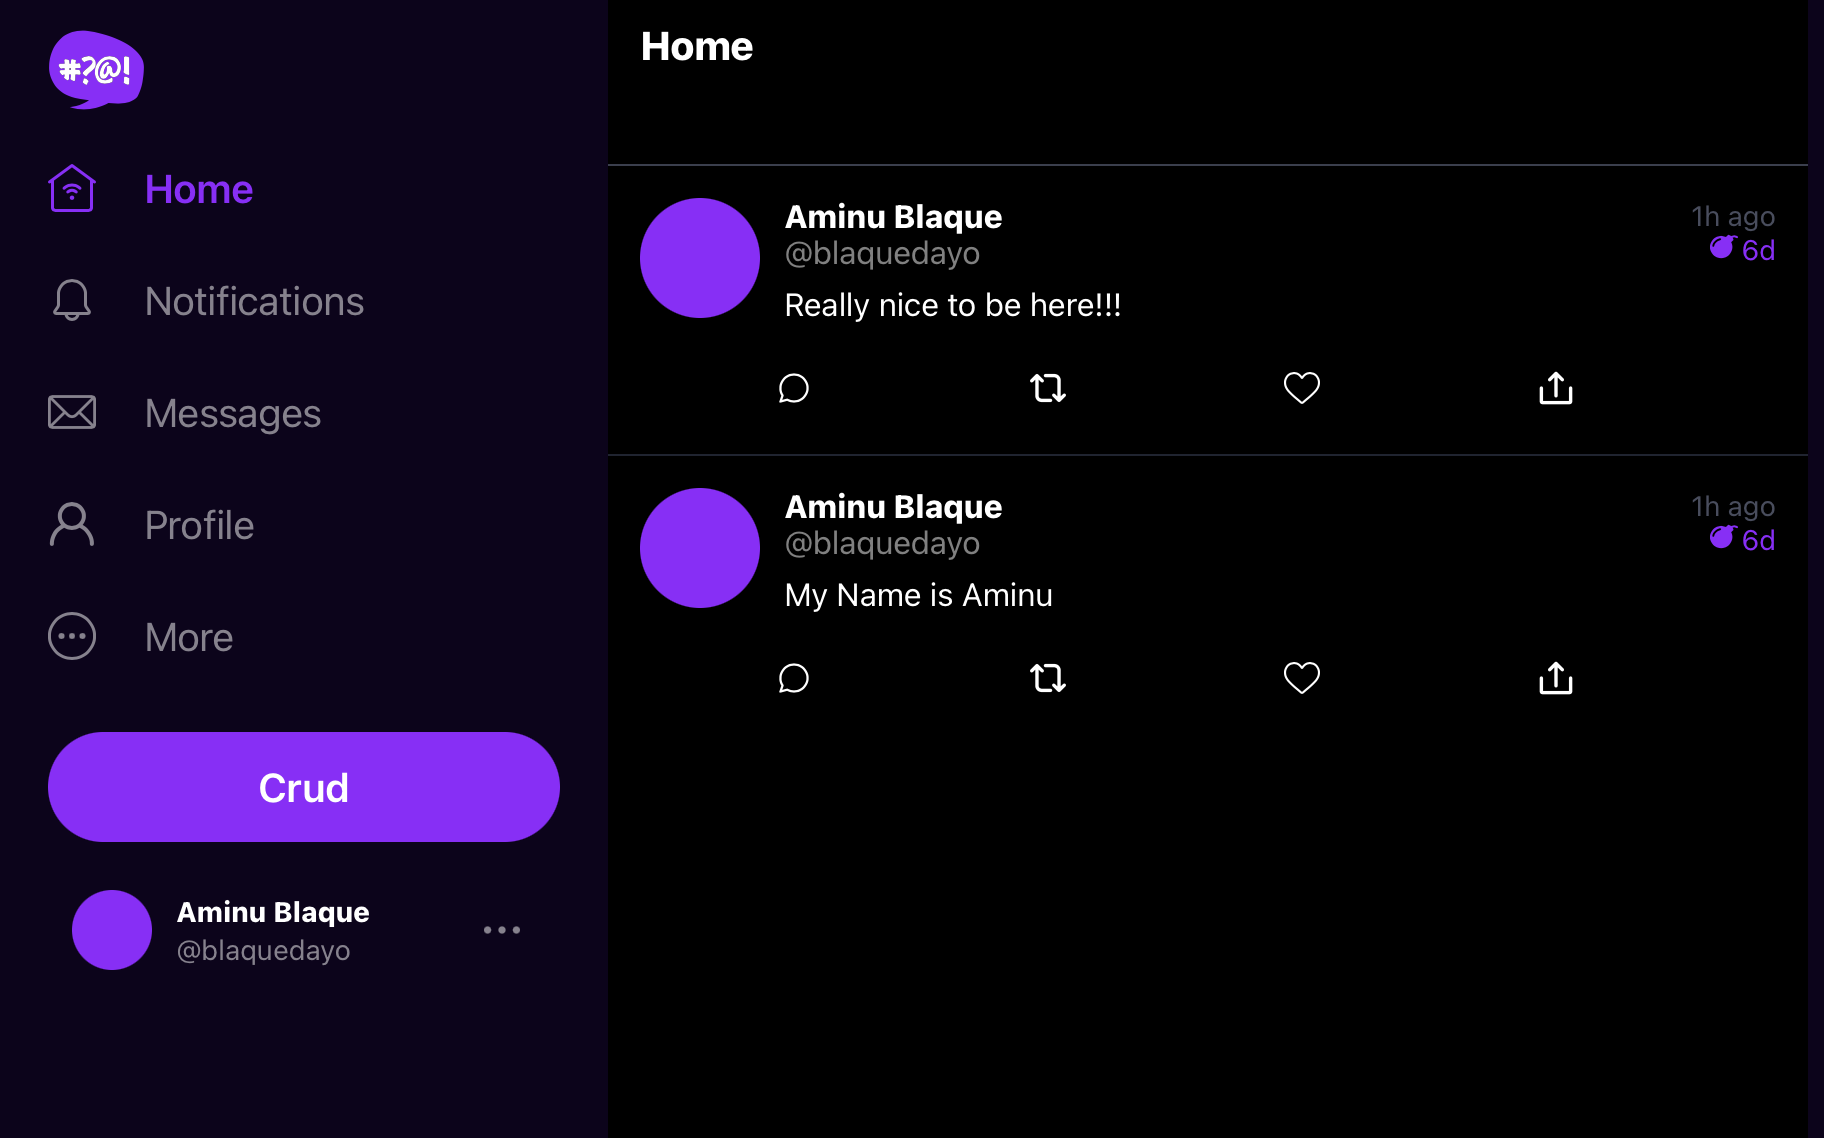 #?@!
Home
Notifications
Messages
Profile
More
Crud
Aminu Blaque
@blaquedayo
Home
Aminu Blaque
@blaquedayo
1h ago
6d
Really nice to be here!!!
Aminu Blaque
@blaquedayo
1h ago
6d
My Name is Aminu